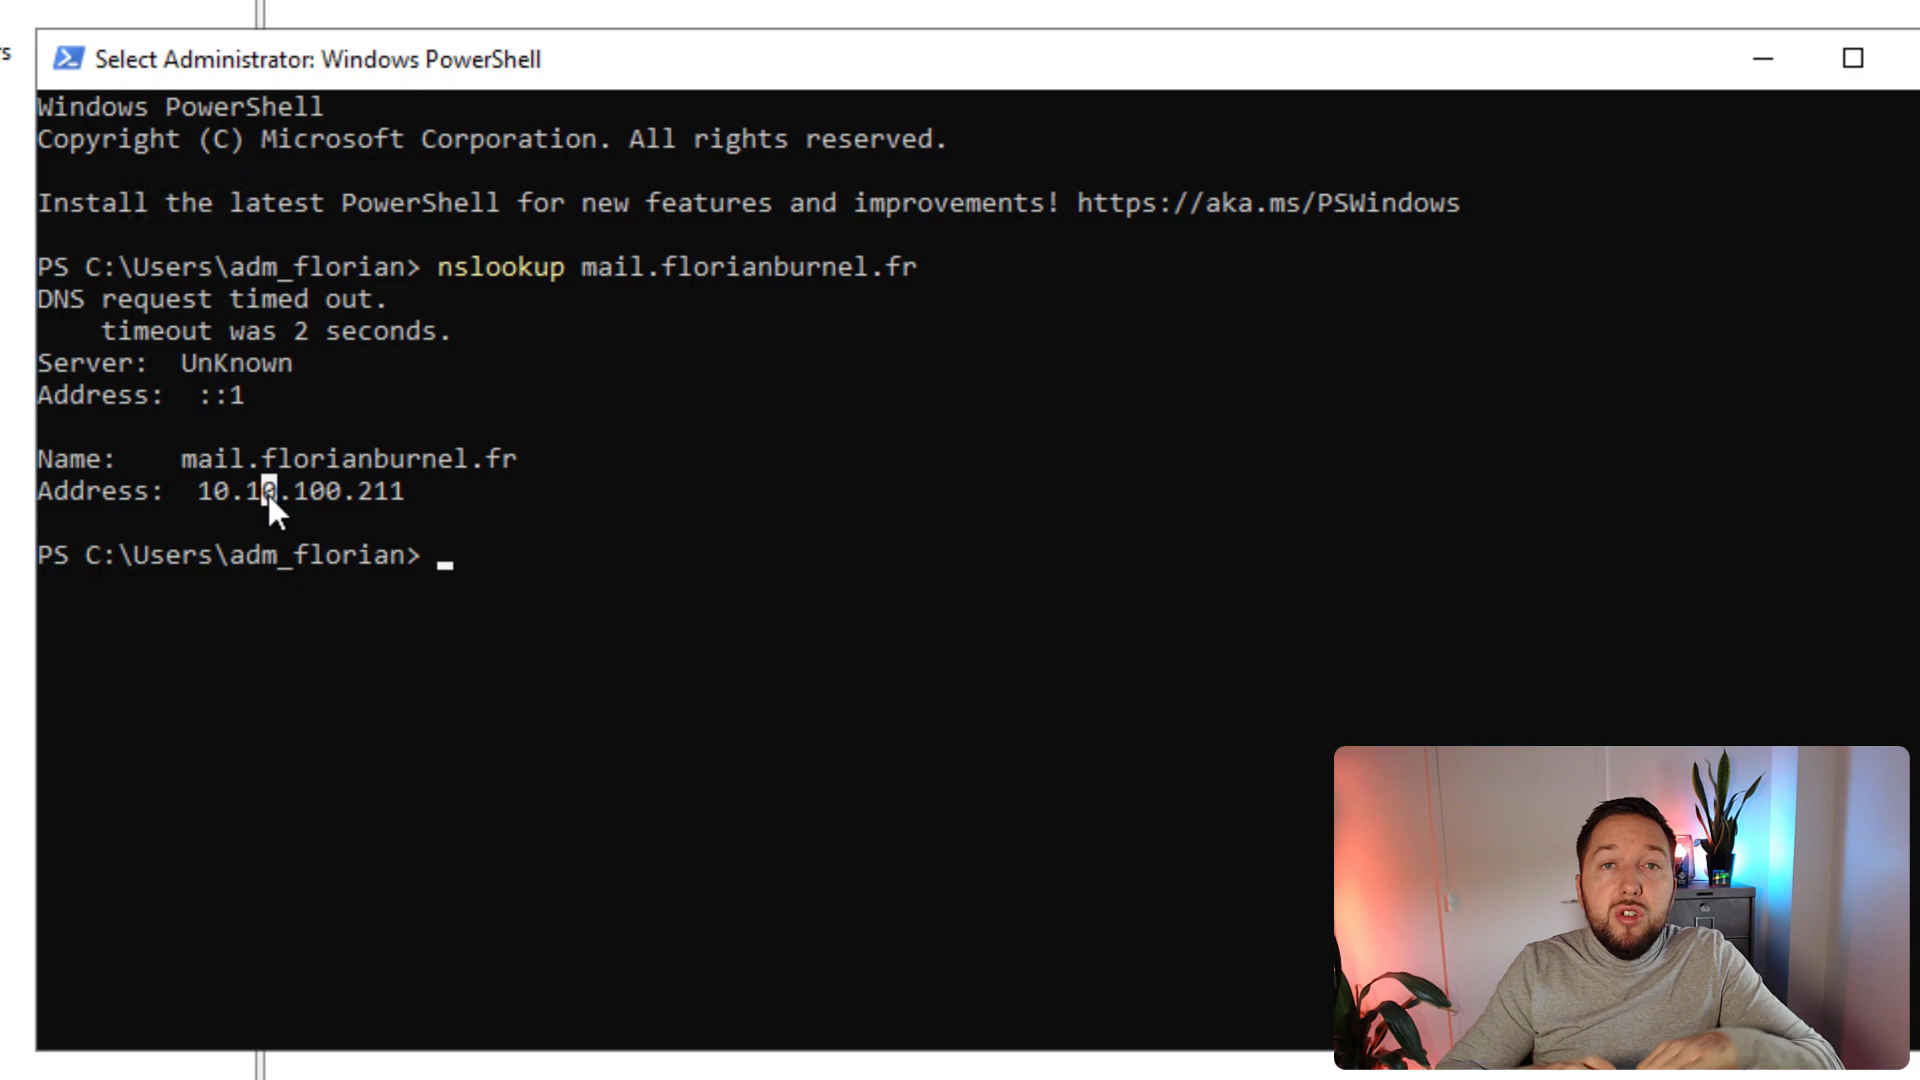 rs
Select Administrator: Windows PowerShell
Windows PowerShell
Copyright (C) Microsoft Corporation. All rights reserved.
Install the latest PowerShell for new features and improvements! https://aka.ms/PSWindows
PS C:\Users\adm_florian> nslookup mail.florianburnel.fr
DNS request timed out.
timeout was 2 seconds.
Server: UnKnown
Address: ::1
Name: mail.florianburnel.fr
Address: 10.10.100.211
PS C:\Users\adm_florian>